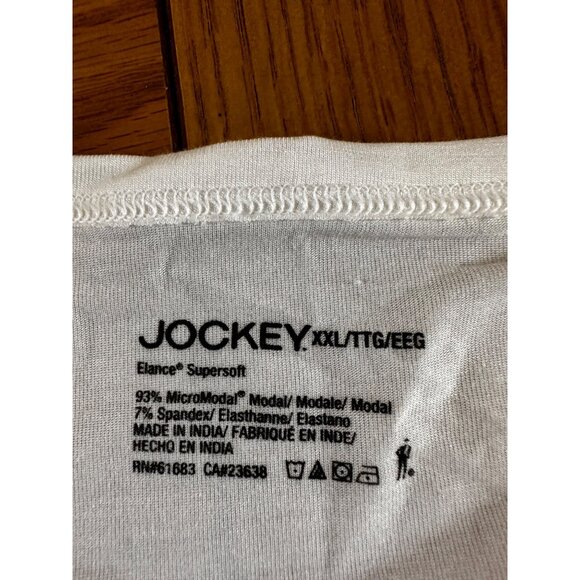 JOCKEY. XXL/TTG/EEG
Elance® Supersoft
93% MicroModal® Modal/ Modale/ Modal
7% Spandex/ Elasthanne/ Elastano
MADE IN INDIA/ FABRIQUÉ EN INDE/
HECHO EN INDIA
RN#61683 CA#23638